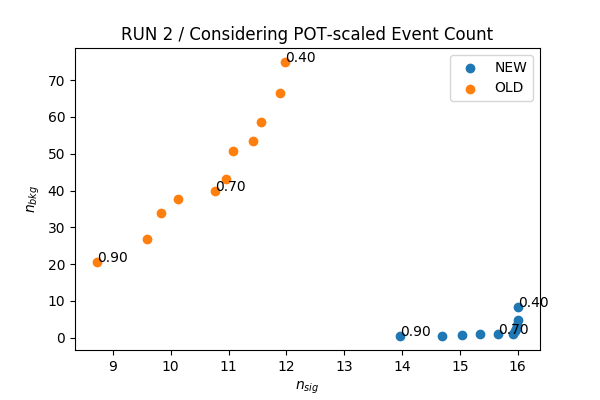 RUN 2 / Considering POT-scaled Event Count
NEW
OLD
0.40
0.70
0.90
0.40
0.70
0.90
n_bkg
70
60
50
40
30
20
10
0
9 10 11 12 13 14 15 16
n_sig